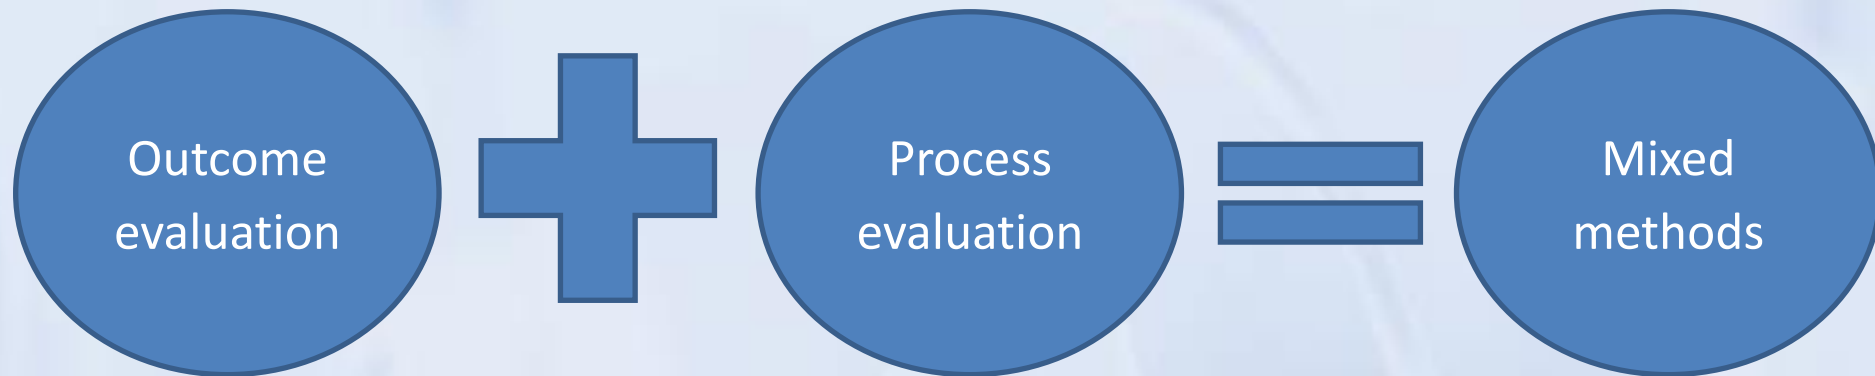 Outcome
evaluation
Process
evaluation
Mixed
methods